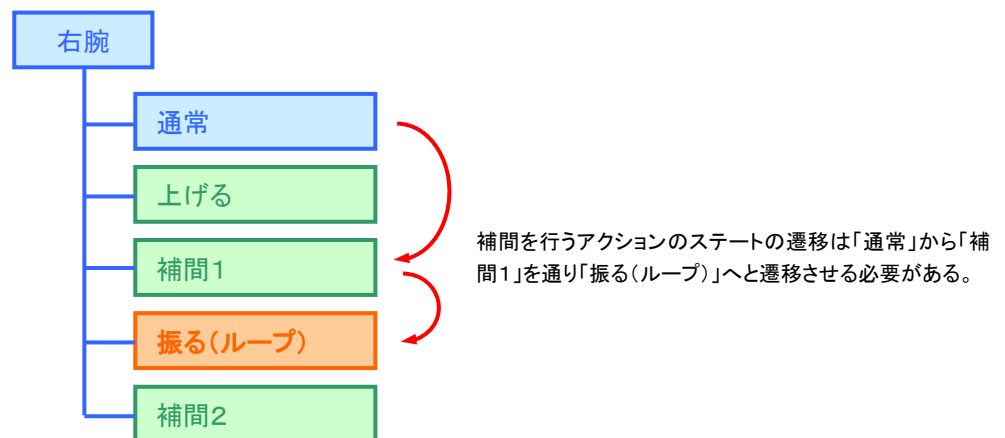 右腕
通常
上げる
補間1
振る(ループ)
補間2
補間を行うアクションのステートの遷移は「通常」から「補
間1」を通り「振る(ループ)」へと遷移させる必要がある。